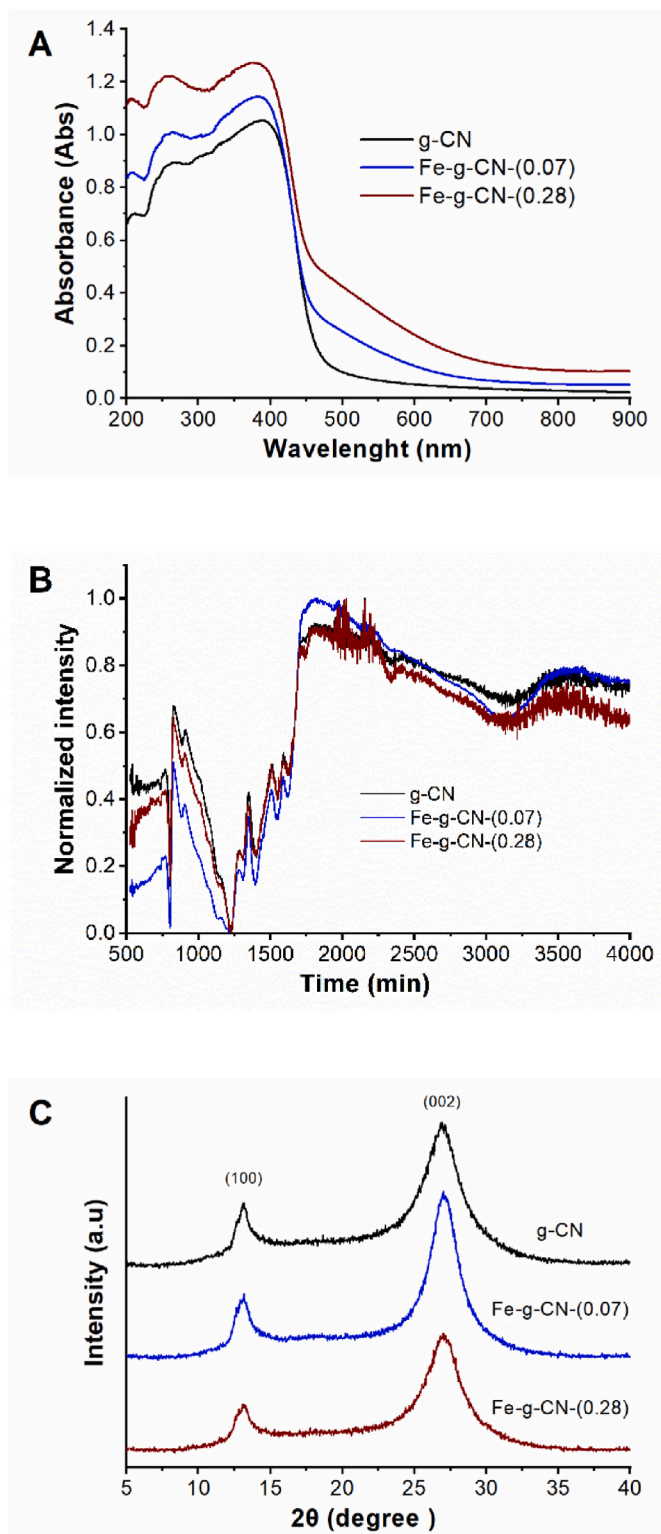 A
1.4
1.2
1.0
0.8
0.6
0.4
0.2
0.0
Absorbance (Abs)
g-CN
Fe-g-CN-(0.07)
Fe-g-CN-(0.28)
200 300 400 500 600 700 800 900
Wavelenght (nm)
B
1.0
0.8
0.6
0.4
0.2
0.0
Normalized intensity
g-CN
Fe-g-CN-(0.07)
Fe-g-CN-(0.28)
500 1000 1500 2000 2500 3000 3500 4000
Time (min)
C
(002)
(100)
Intensity (a.u)
g-CN
Fe-g-CN-(0.07)
Fe-g-CN-(0.28)
5 10 15 20 25 30 35 40
2θ (degree )